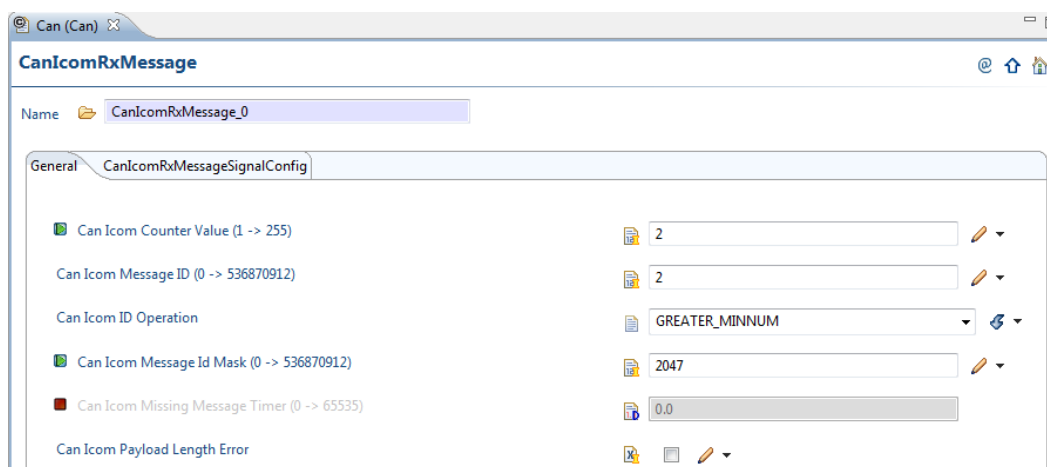 Can (Can)
CanIcomRxMessage
Name CanIcomRxMessage_0
General CanIcomRxMessageSignalConfig
Can Icom Counter Value (1 -> 255) 2
Can Icom Message ID (0 -> 536870912) 2
Can Icom ID Operation GREATER_MINNUM
Can Icom Message Id Mask (0 -> 536870912) 2047
Can Icom Missing Message Timer (0 -> 65535) 0.0
Can Icom Payload Length Error